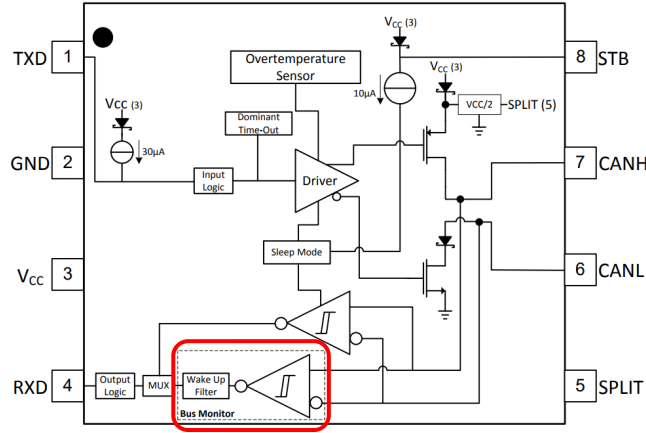 VCC (3)
TXD 1
8 STB
Overtemperature
Sensor
VCC (3)
10µA
VCC/2
SPLIT (5)
VCC (3)
Dominant
Time-Out
30µA
GND 2
7 CANH
Input
Logic
Driver
Sleep Mode
VCC 3
6 CANL
RXD 4
Output
Logic
MUX
Wake Up
Filter
5 SPLIT
Bus Monitor